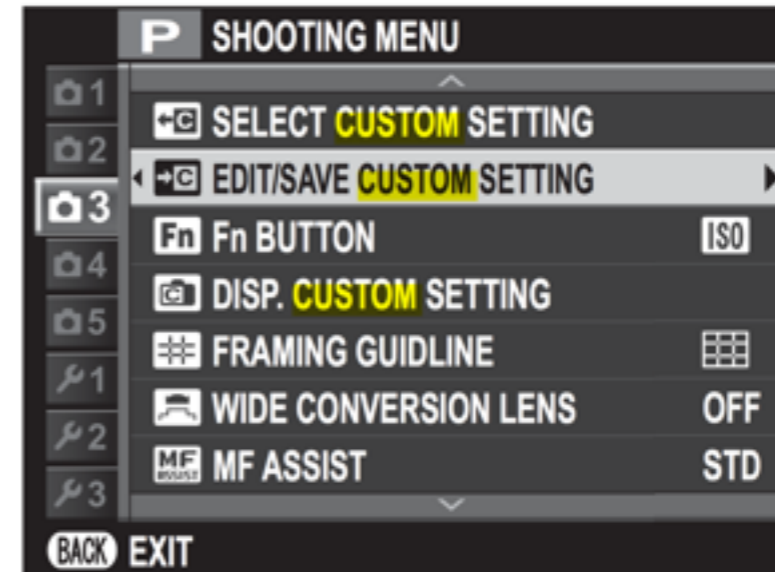 P SHOOTING MENU
1
SELECT CUSTOM SETTING
2
C EDIT/SAVE CUSTOM SETTING
3
Fn Fn BUTTON ISO
4
C DISP. CUSTOM SETTING
5
FRAMING GUIDLINE
1
WIDE CONVERSION LENS OFF
2
MF ASSIST MF ASSIST STD
3
BACK EXIT